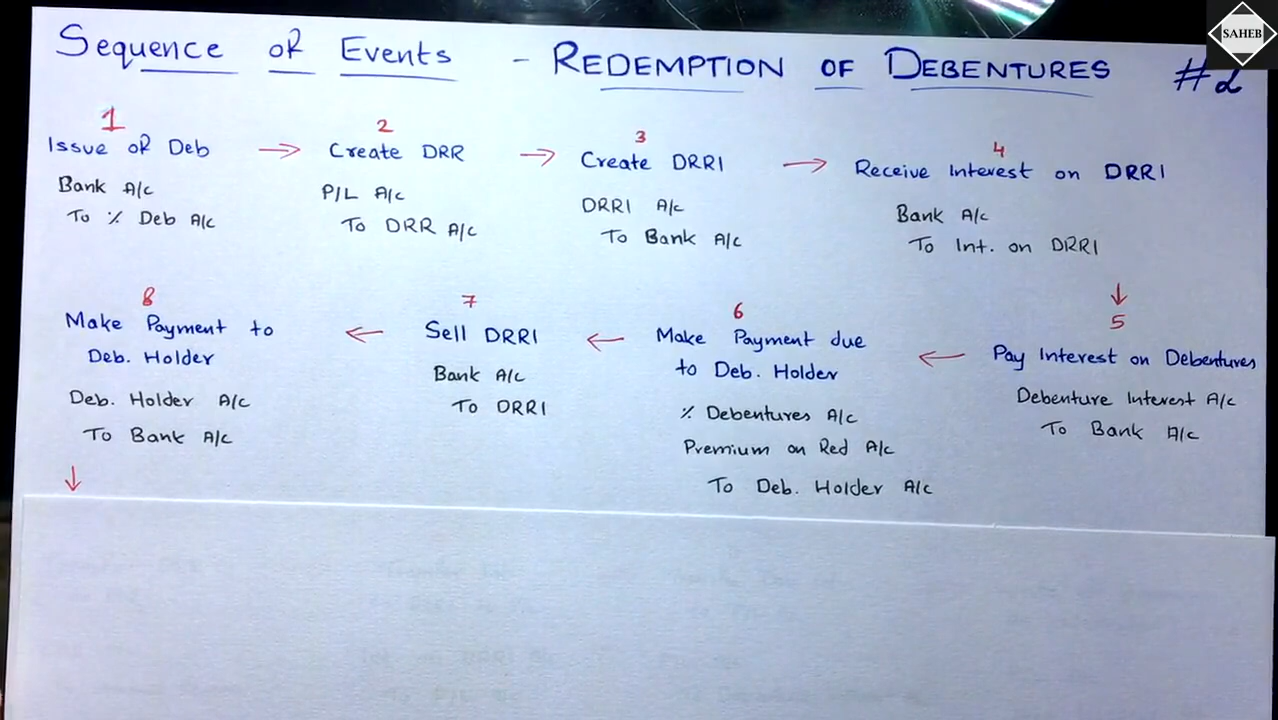 SAHEB
Sequence of Events - REDEMPTION OF DEBENTURES #2
1
Issue of Deb →
Bank A/c
To % Deb A/c
2
Create DRR →
P/L A/c
To DRR A/c
3
Create DRRI →
DRRI A/c
To Bank A/c
4
Receive Interest on DRRI
Bank A/c
To Int. on DRRI
↓
5
Pay Interest on Debentures
Debenture Interest A/c
To Bank A/c
←
6
Make Payment due
to Deb. Holder
% Debentures A/c
Premium on Red A/c
To Deb. Holder A/c
←
7
Sell DRRI
Bank A/c
To DRRI
←
8
Make Payment to
Deb. Holder
Deb. Holder A/c
To Bank A/c
↓